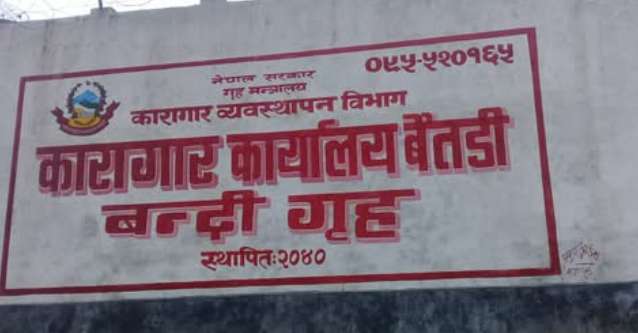 ०९५-५२०१६५
नेपाल सरकार
गृह मन्त्रालय
कारागार व्यवस्थापन विभाग
कारागार कार्यालय बैतडी
बन्दी गृह
स्थापितः२०४०